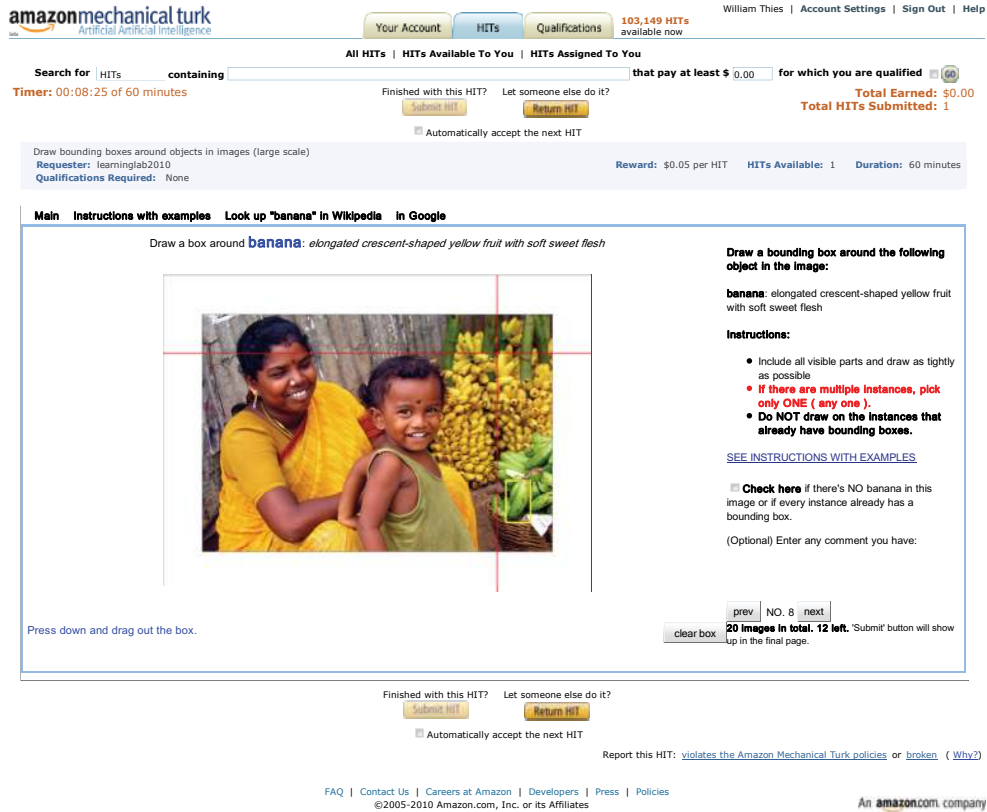 William Thies | Account Settings | Sign Out | Help
amazonmechanical turk
beta
Artificial Artificial Intelligence
Your Account
HITs
Qualifications
103,149 HITs
available now
All HITs | HITs Available To You | HITs Assigned To You
Search for HITs containing that pay at least $ 0.00 for which you are qualified GO
Timer: 00:08:25 of 60 minutes
Finished with this HIT? Let someone else do it?
Submit HIT Return HIT
Automatically accept the next HIT
Total Earned: $0.00
Total HITs Submitted: 1
Draw bounding boxes around objects in images (large scale)
Requester: learninglab2010
Qualifications Required: None
Reward: $0.05 per HIT HITs Available: 1 Duration: 60 minutes
Main Instructions with examples Look up "banana" in Wikipedia in Google
Draw a box around banana: elongated crescent-shaped yellow fruit with soft sweet flesh
Draw a bounding box around the following
object in the image:
banana: elongated crescent-shaped yellow fruit
with soft sweet flesh
Instructions:
Include all visible parts and draw as tightly
as possible
If there are multiple instances, pick
only ONE ( any one ).
Do NOT draw on the instances that
already have bounding boxes.
SEE INSTRUCTIONS WITH EXAMPLES
Check here if there's NO banana in this
image or if every instance already has a
bounding box.
(Optional) Enter any comment you have:
prev NO. 8 next
Press down and drag out the box.
clear box
20 images in total. 12 left. 'Submit' button will show
up in the final page.
Finished with this HIT? Let someone else do it?
Submit HIT Return HIT
Automatically accept the next HIT
Report this HIT: violates the Amazon Mechanical Turk policies or broken ( Why?)
FAQ | Contact Us | Careers at Amazon | Developers | Press | Policies
©2005-2010 Amazon.com, Inc. or its Affiliates
An amazon.com. company